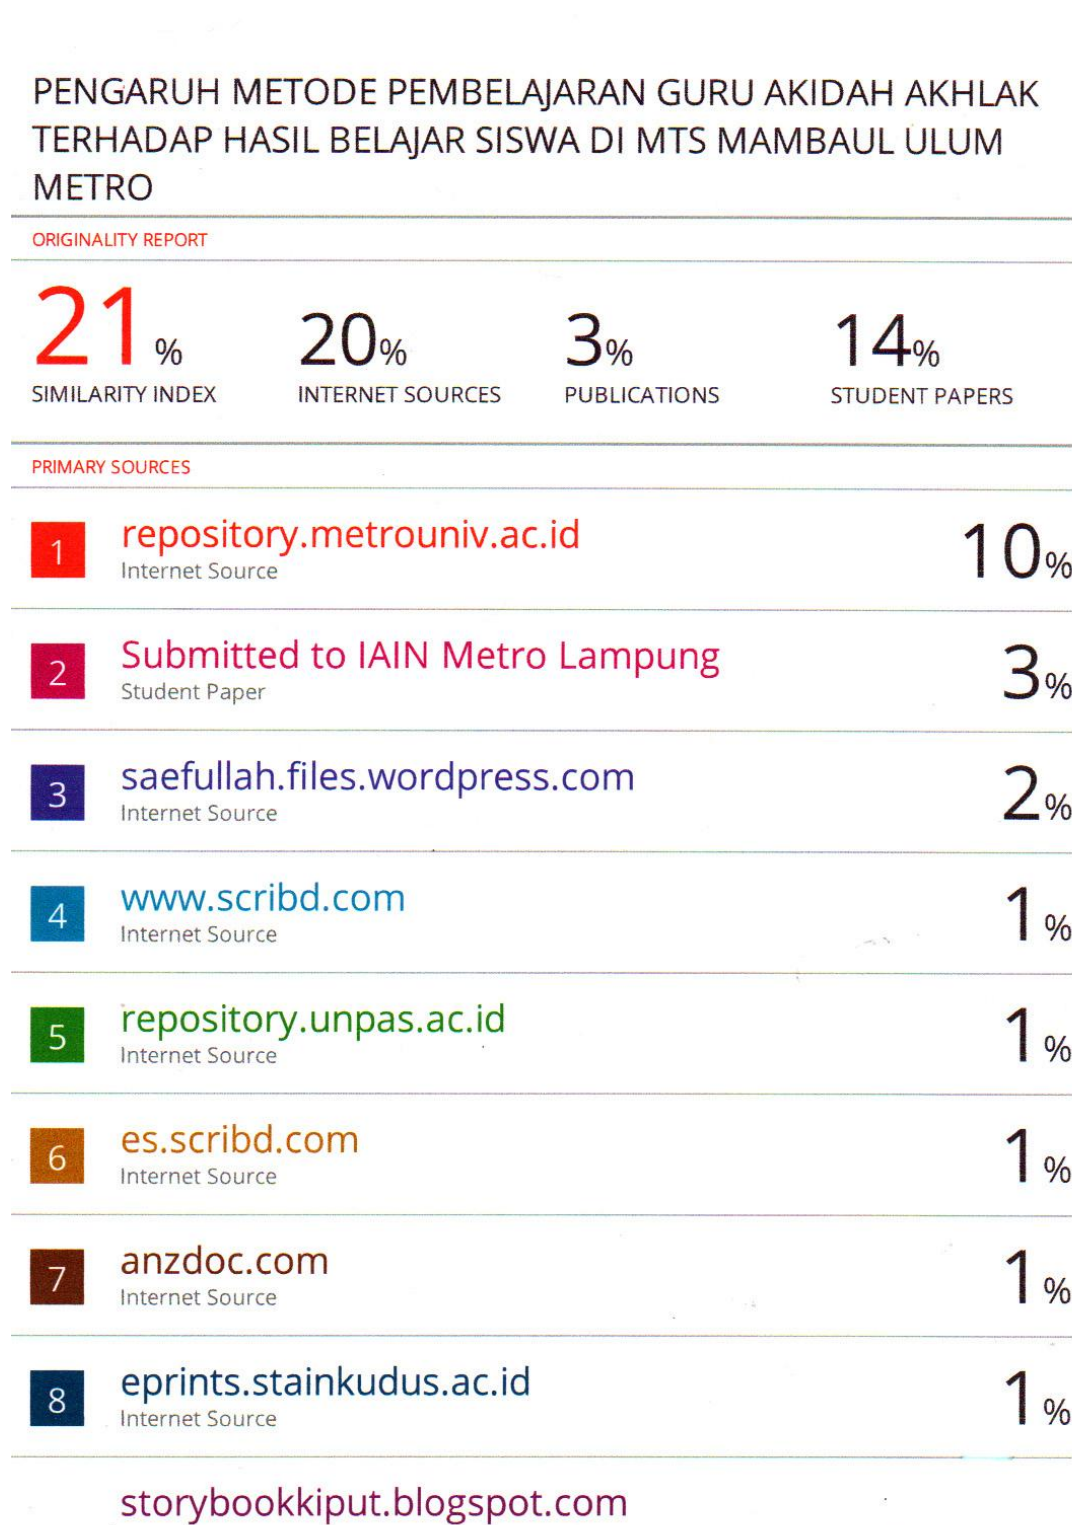 PENGARUH METODE PEMBELAJARAN GURU AKIDAH AKHLAK
TERHADAP HASIL BELAJAR SISWA DI MTS MAMBAUL ULUM
METRO
ORIGINALITY REPORT
21%
SIMILARITY INDEX
20%
INTERNET SOURCES
3%
PUBLICATIONS
14%
STUDENT PAPERS
PRIMARY SOURCES
1 repository.metrouniv.ac.id 10%
Internet Source
2 Submitted to IAIN Metro Lampung 3%
Student Paper
3 saefullah.files.wordpress.com 2%
Internet Source
4 www.scribd.com 1%
Internet Source
5 repository.unpas.ac.id 1%
Internet Source
6 es.scribd.com 1%
Internet Source
7 anzdoc.com 1%
Internet Source
8 eprints.stainkudus.ac.id 1%
Internet Source
storybookkiput.blogspot.com